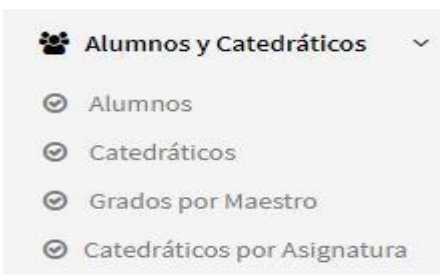 Alumnos y Catedráticos
Alumnos
Catedráticos
Grados por Maestro
Catedráticos por Asignatura